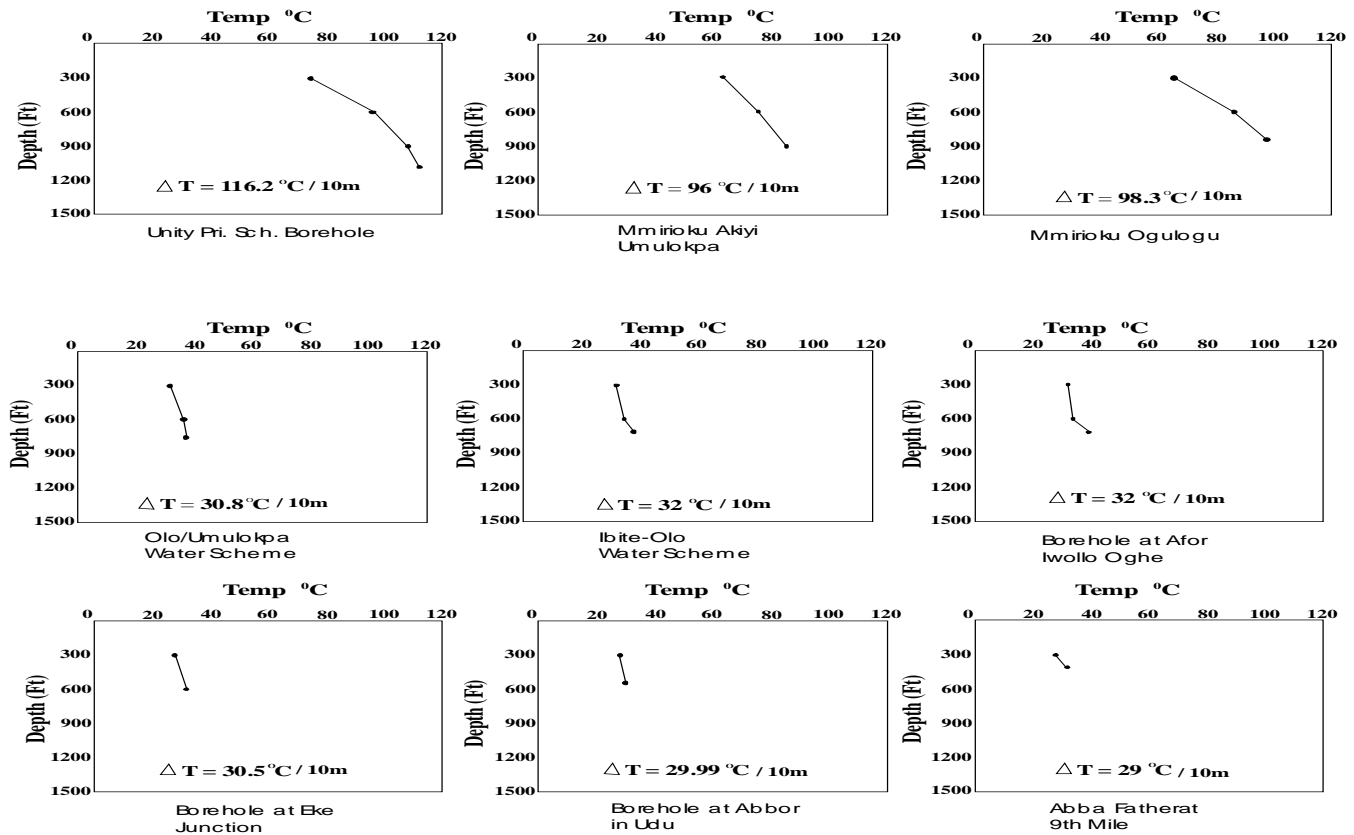 Temp °C
0 20 40 60 80 100 120
Depth (Ft)
300
600
900
1200
1500
△ T = 116.2 °C / 10m
Unity Pri. Sch. Borehole
Temp °C
0 20 40 60 80 100 120
Depth (Ft)
300
600
900
1200
1500
△ T = 96 °C / 10m
Mmirioku Akiyi
Umulokpa
Temp °C
0 20 40 60 80 100 120
Depth (Ft)
300
600
900
1200
1500
△ T = 98.3°C / 10m
Mmirioku Ogulogu
Temp °C
0 20 40 60 80 100 120
Depth (Ft)
300
600
900
1200
1500
△ T = 30.8°C / 10m
Olo/Umulokpa
Water Scheme
Temp °C
0 20 40 60 80 100 120
Depth (Ft)
300
600
900
1200
1500
△ T = 32 °C / 10m
Ibite-Olo
Water Scheme
Temp °C
0 20 40 60 80 100 120
Depth (Ft)
300
600
900
1200
1500
△ T = 32 °C / 10m
Borehole at Afor
Iwollo Oghe
Temp °C
0 20 40 60 80 100 120
Depth (Ft)
300
600
900
1200
1500
△ T = 30.5°C / 10m
Borehole at Eke
Junction
Temp °C
0 20 40 60 80 100 120
Depth (Ft)
300
600
900
1200
1500
△ T = 29.99 °C / 10m
Borehole at Abbor
in Udu
Temp °C
0 20 40 60 80 100 120
Depth (Ft)
300
600
900
1200
1500
△ T = 29 °C / 10m
Abba Fatherat
9th Mile